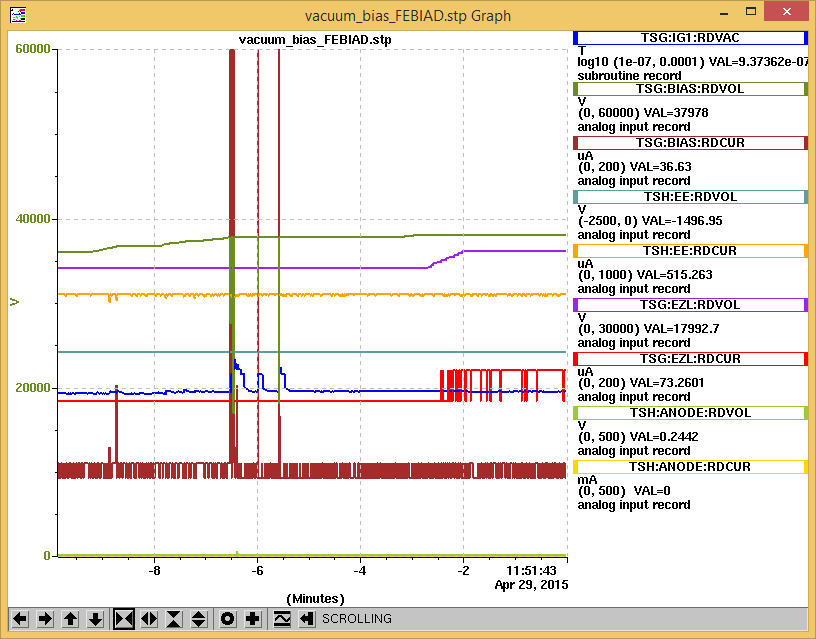 vacuum_bias_FEBIAD.stp Graph
vacuum_bias_FEBIAD.stp
60000
40000
V
20000
0
-8
-6
-4
-2
11:51:43
Apr 29, 2015
(Minutes)
TSG:IG1:RDVAC
T
log10 (1e-07, 0.0001) VAL=9.37362e-07
subroutine record
TSG:BIAS:RDVOL
V
(0, 60000) VAL=37978
analog input record
TSG:BIAS:RDCUR
uA
(0, 200) VAL=36.63
analog input record
TSH:EE:RDVOL
V
(-2500, 0) VAL=-1496.95
analog input record
TSH:EE:RDCUR
uA
(0, 1000) VAL=515.263
analog input record
TSG:EZL:RDVOL
V
(0, 30000) VAL=17992.7
analog input record
TSG:EZL:RDCUR
uA
(0, 200) VAL=73.2601
analog input record
TSH:ANODE:RDVOL
V
(0, 500) VAL=0.2442
analog input record
TSH:ANODE:RDCUR
mA
(0, 500) VAL=0
analog input record
SCROLLING